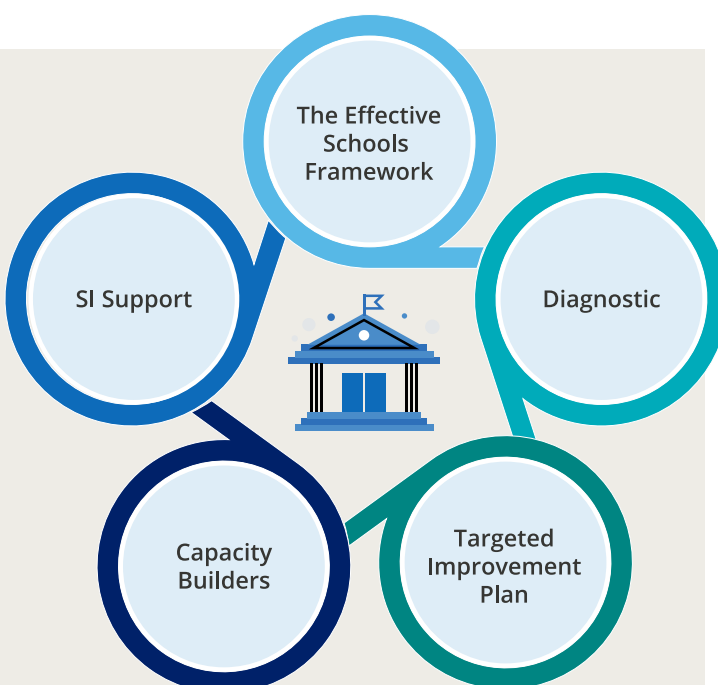 The Effective
Schools
Framework
SI Support
Diagnostic
Capacity
Builders
Targeted
Improvement
Plan